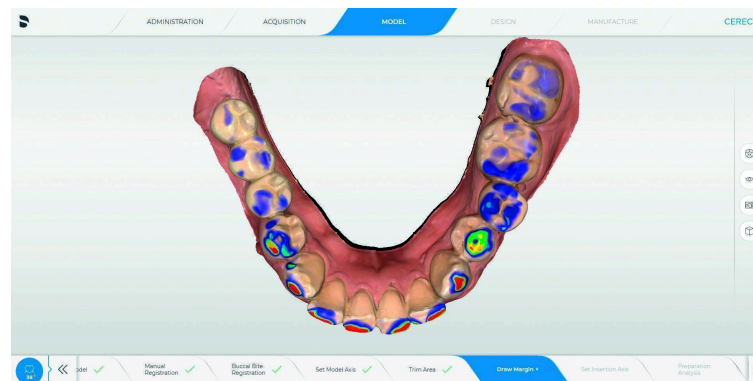 ADMINISTRATION
ACQUISITION
MODEL
DESIGN
MANUFACTURE
CEREC
odel
Manual
Registration
Buccal Bite
Registration
Set Model Axis
Trim Area
Draw Margin
Set Insertion Axis
Preparation
Analysis